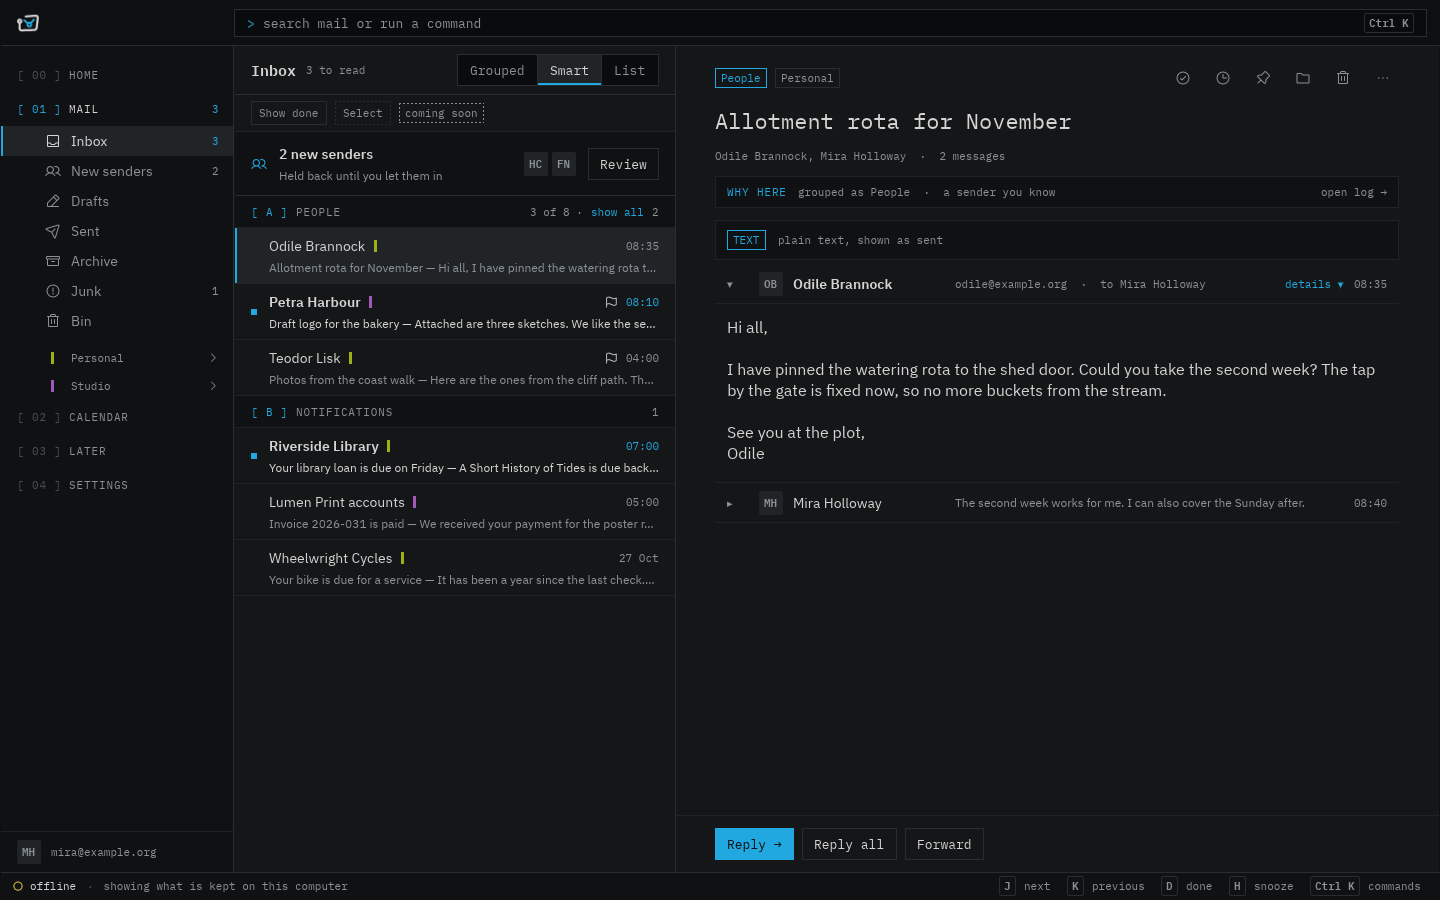 > search mail or run a command Ctrl K
[ 00 ] HOME
[ 01 ] MAIL 3
Inbox 3
New senders 2
Drafts
Sent
Archive
Junk 1
Bin
Personal
Studio
[ 02 ] CALENDAR
[ 03 ] LATER
[ 04 ] SETTINGS
MH mira@example.org
Inbox 3 to read Grouped Smart List
Show done Select coming soon
2 new senders
Held back until you let them in
HC FN Review
[ A ] PEOPLE 3 of 8 · show all 2
Odile Brannock 08:35
Allotment rota for November — Hi all, I have pinned the watering rota t...
Petra Harbour 08:10
Draft logo for the bakery — Attached are three sketches. We like the se...
Teodor Lisk 04:00
Photos from the coast walk — Here are the ones from the cliff path. Th...
[ B ] NOTIFICATIONS 1
Riverside Library 07:00
Your library loan is due on Friday — A Short History of Tides is due back...
Lumen Print accounts 05:00
Invoice 2026-031 is paid — We received your payment for the poster r...
Wheelwright Cycles 27 Oct
Your bike is due for a service — It has been a year since the last check....
People Personal
Allotment rota for November
Odile Brannock, Mira Holloway · 2 messages
WHY HERE grouped as People · a sender you know open log →
TEXT plain text, shown as sent
▾ OB Odile Brannock odile@example.org · to Mira Holloway details ▾ 08:35
Hi all,
I have pinned the watering rota to the shed door. Could you take the second week? The tap
by the gate is fixed now, so no more buckets from the stream.
See you at the plot,
Odile
▸ MH Mira Holloway The second week works for me. I can also cover the Sunday after. 08:40
Reply → Reply all Forward
offline · showing what is kept on this computer
J next K previous D done H snooze Ctrl K commands